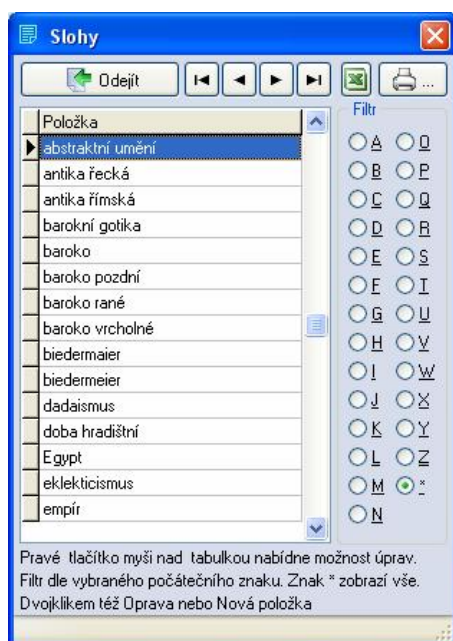 Slohy
Odejít
...
Položka
abstraktní umění
antika řecká
antika římská
barokní gotika
baroko
baroko pozdní
baroko rané
baroko vrcholné
biedermaier
biedermeier
dadaismus
doba hradištní
Egypt
eklekticismus
empír
Filtr
A O
B P
C Q
D R
E S
F T
G U
H V
I W
J X
K Y
L Z
M *
N
Pravé tlačítko myši nad tabulkou nabídne možnost úprav.
Filtr dle vybraného počátečního znaku. Znak * zobrazí vše.
Dvojklikem též Oprava nebo Nová položka